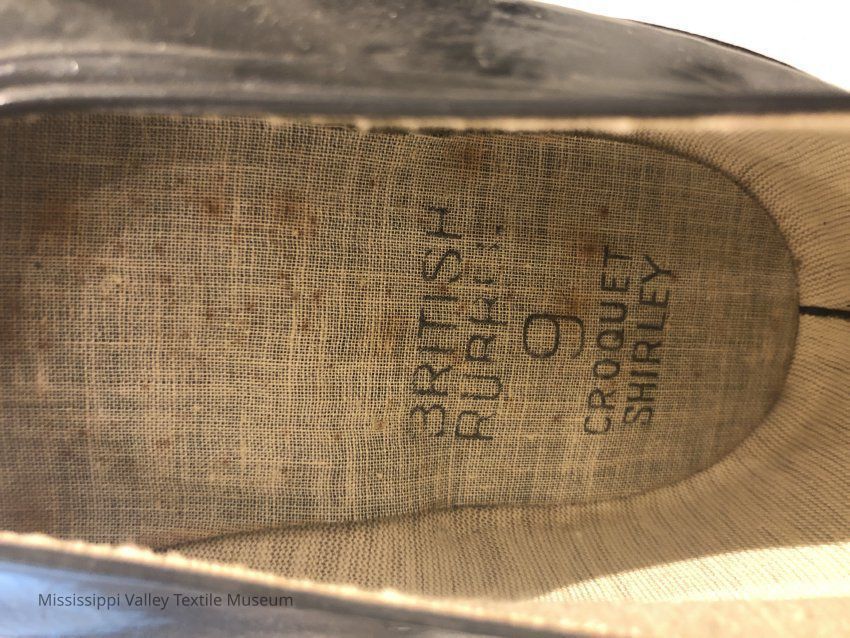 BRITISH
RUBBER
9
CROQUET
SHIRLEY
Mississippi Valley Textile Museum